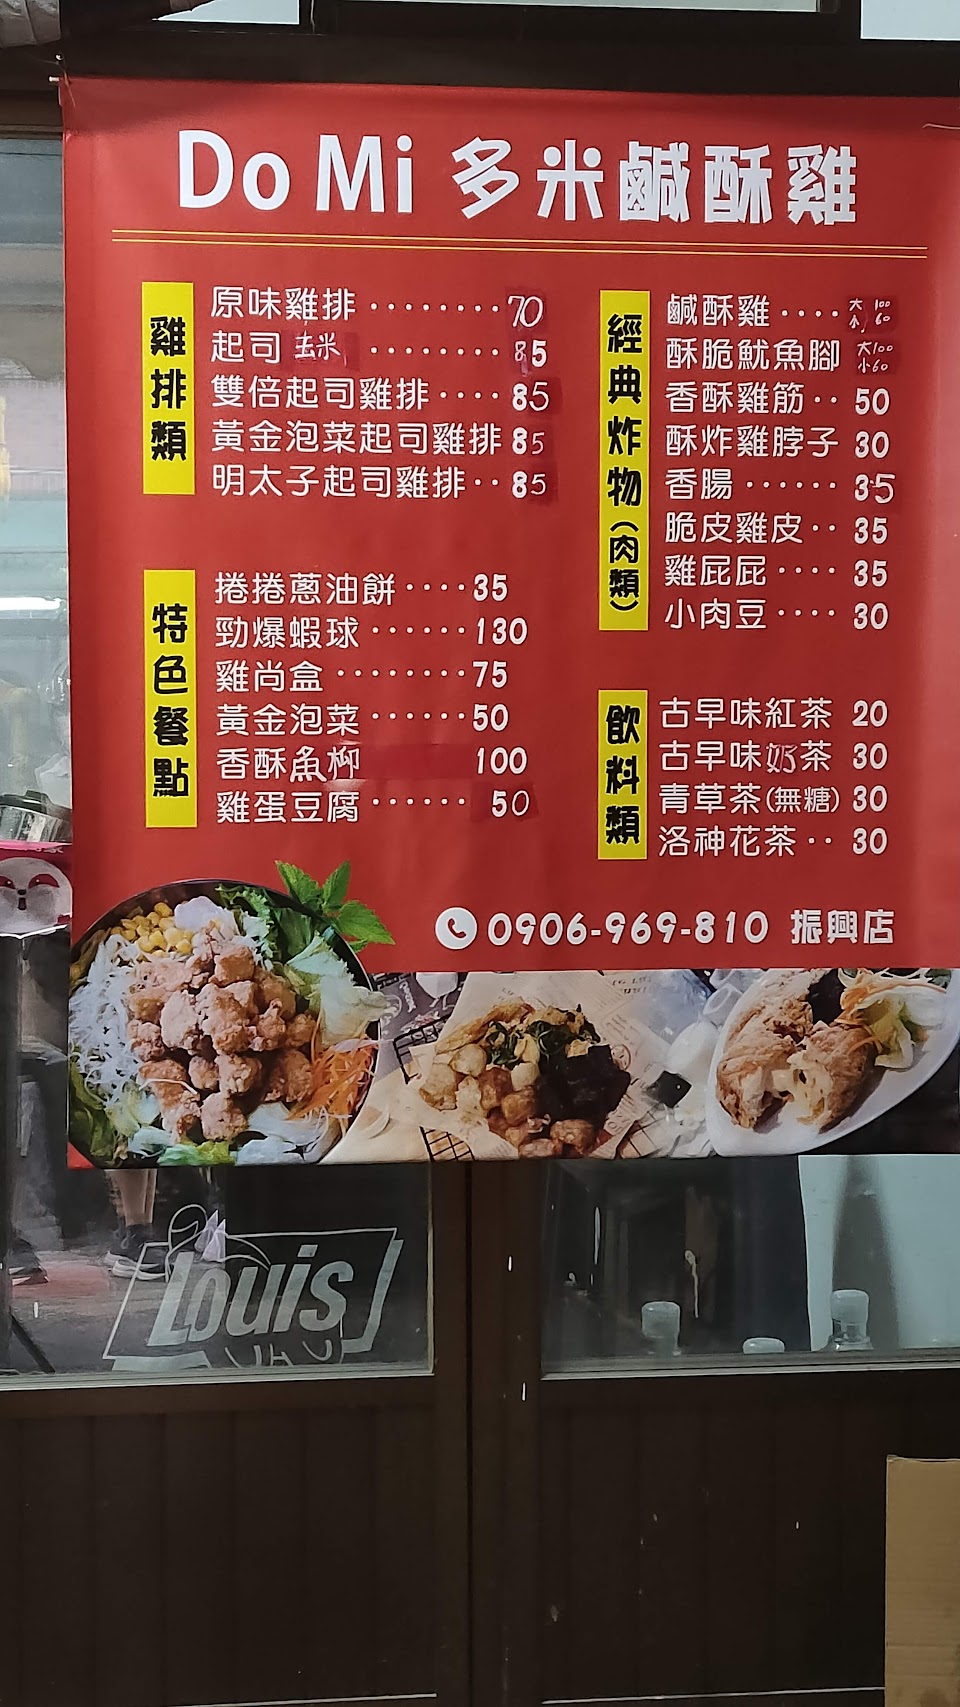 Do Mi 多米鹹酥雞
雞排類
原味雞排 ········ 70
起司玉米 ········ 85
雙倍起司雞排 ···· 85
黃金泡菜起司雞排 85
明太子起司雞排 ·· 85
特色餐點
捲捲蔥油餅 ···· 35
勁爆蝦球 ······ 130
雞尚盒 ········ 75
黃金泡菜 ······ 50
香酥魚柳 100
雞蛋豆腐 ······ 50
經典炸物(肉類)
鹹酥雞 ···· 大100 小60
酥脆魷魚腳 大100 小60
香酥雞筋 ·· 50
酥炸雞脖子 30
香腸 ······ 35
脆皮雞皮 ·· 35
雞屁屁 ···· 35
小肉豆 ···· 30
飲料類
古早味紅茶 20
古早味奶茶 30
青草茶(無糖) 30
洛神花茶 ·· 30
0906-969-810 振興店
Louis